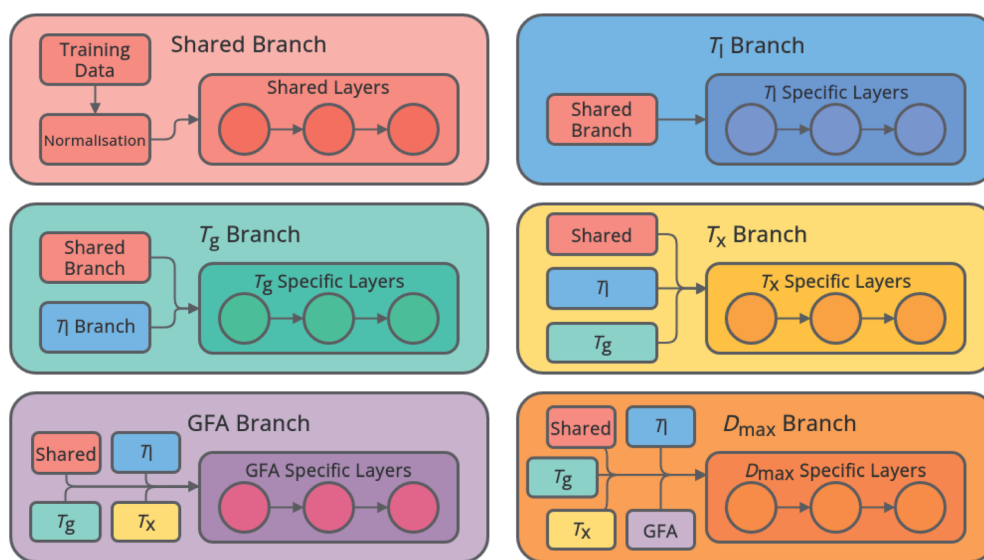 Shared Branch
Training
Data
Normalisation
Shared Layers
Tl Branch
Shared
Branch
Tl Specific Layers
Tg Branch
Shared
Branch
Tl Branch
Tg Specific Layers
Tx Branch
Shared
Tl
Tg
Tx Specific Layers
GFA Branch
Shared
Tl
Tg
Tx
GFA Specific Layers
Dmax Branch
Shared
Tl
Tg
Tx
GFA
Dmax Specific Layers